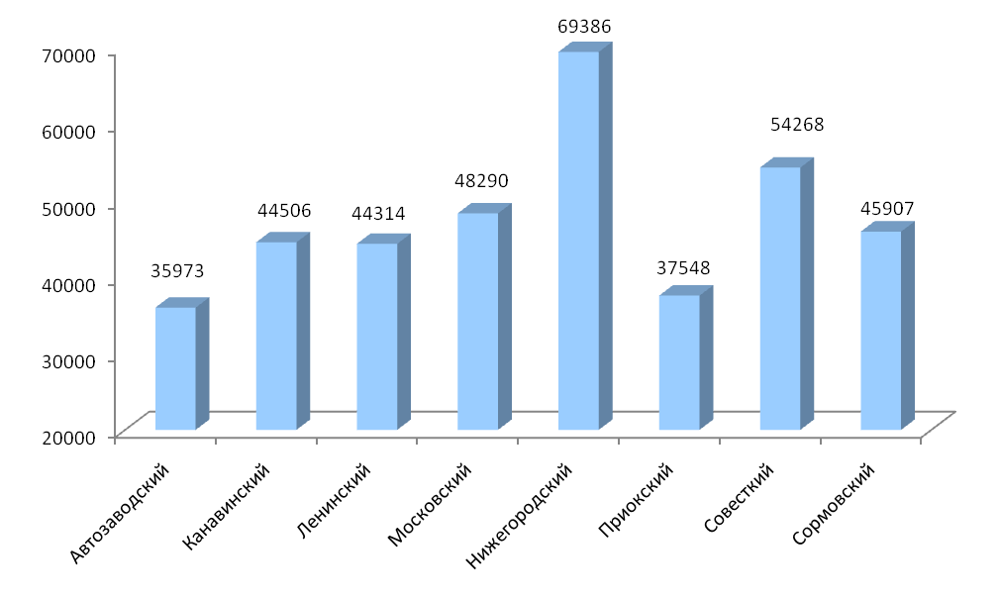 69386
70000
60000
54268
50000
48290
44506
44314
45907
40000
35973
37548
30000
20000
Автозаводский
Канавинский
Ленинский
Московский
Нижегородский
Приокский
Совесткий
Сормовский